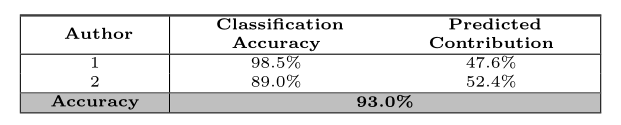 Author Classification Accuracy Predicted Contribution
1 98.5% 47.6%
2 89.0% 52.4%
Accuracy 93.0%